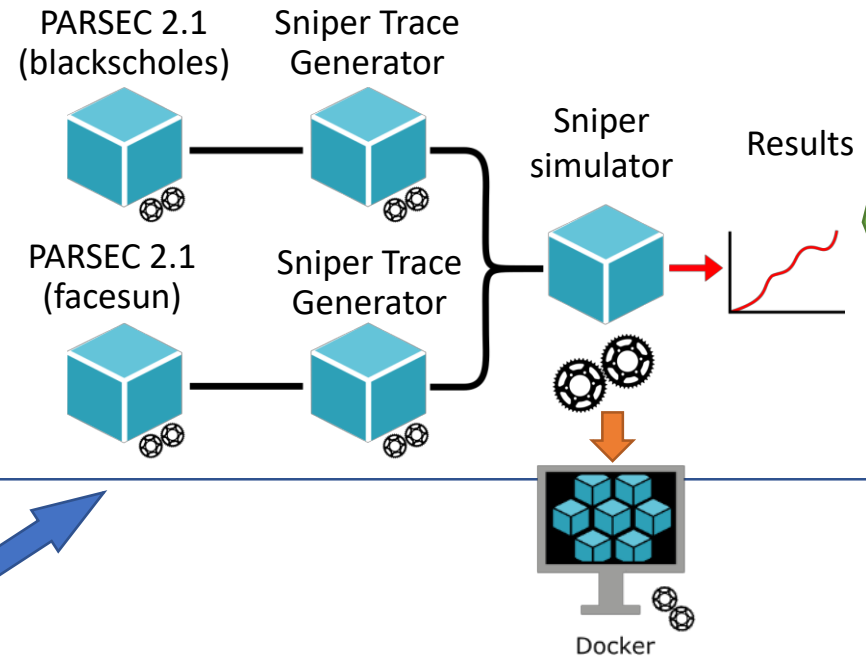 PARSEC 2.1
(blackscholes)
Sniper Trace
Generator
Sniper
simulator
Results
PARSEC 2.1
(facesun)
Sniper Trace
Generator
Docker